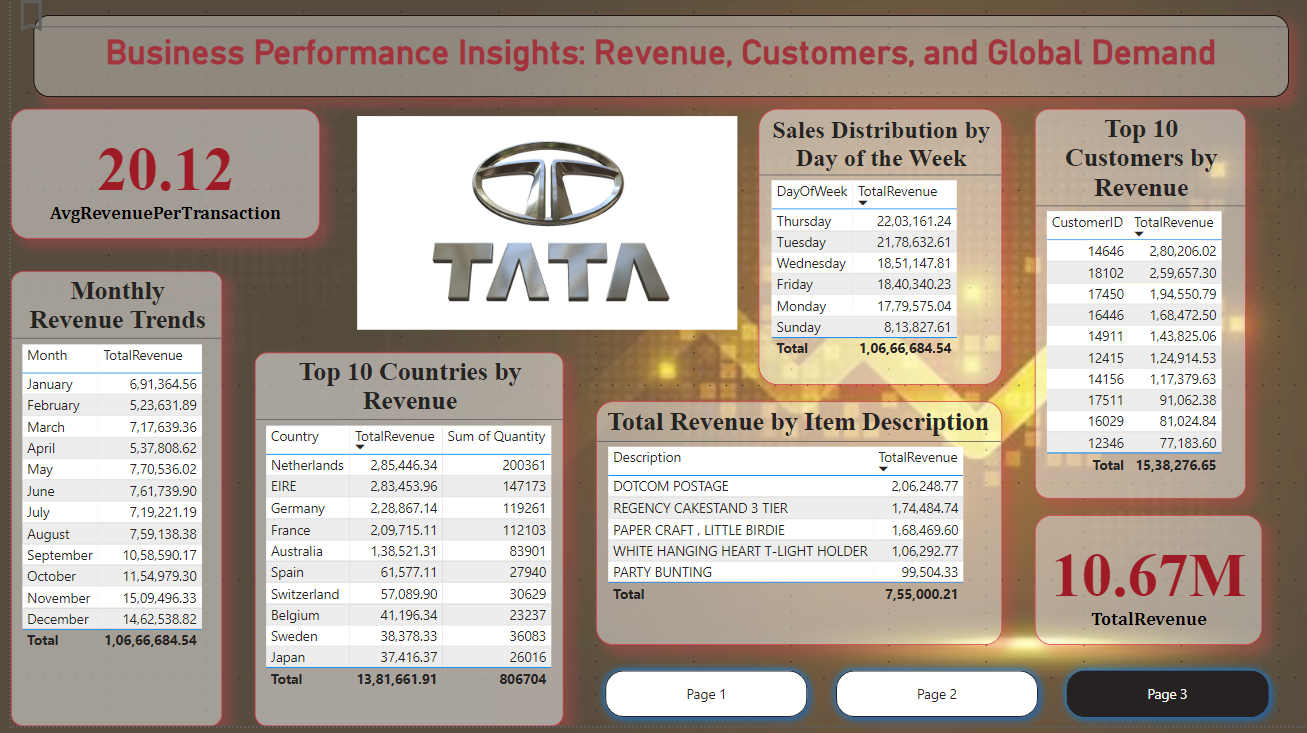 Business Performance Insights: Revenue, Customers, and Global Demand
20.12
AvgRevenuePerTransaction
TATA
Sales Distribution by
Day of the Week
DayOfWeek TotalRevenue
Thursday 22,03,161.24
Tuesday 21,78,632.61
Wednesday 18,51,147.81
Friday 18,40,340.23
Monday 17,79,575.04
Sunday 8,13,827.61
Total 1,06,66,684.54
Top 10
Customers by
Revenue
CustomerID TotalRevenue
14646 2,80,206.02
18102 2,59,657.30
17450 1,94,550.79
16446 1,68,472.50
14911 1,43,825.06
12415 1,24,914.53
14156 1,17,379.63
17511 91,062.38
16029 81,024.84
12346 77,183.60
Total 15,38,276.65
Monthly
Revenue Trends
Month TotalRevenue
January 6,91,364.56
February 5,23,631.89
March 7,17,639.36
April 5,37,808.62
May 7,70,536.02
June 7,61,739.90
July 7,19,221.19
August 7,59,138.38
September 10,58,590.17
October 11,54,979.30
November 15,09,496.33
December 14,62,538.82
Total 1,06,66,684.54
Top 10 Countries by
Revenue
Country TotalRevenue Sum of Quantity
Netherlands 2,85,446.34 200361
EIRE 2,83,453.96 147173
Germany 2,28,867.14 119261
France 2,09,715.11 112103
Australia 1,38,521.31 83901
Spain 61,577.11 27940
Switzerland 57,089.90 30629
Belgium 41,196.34 23237
Sweden 38,378.33 36083
Japan 37,416.37 26016
Total 13,81,661.91 806704
Total Revenue by Item Description
Description TotalRevenue
DOTCOM POSTAGE 2,06,248.77
REGENCY CAKESTAND 3 TIER 1,74,484.74
PAPER CRAFT , LITTLE BIRDIE 1,68,469.60
WHITE HANGING HEART T-LIGHT HOLDER 1,06,292.77
PARTY BUNTING 99,504.33
Total 7,55,000.21
10.67M
TotalRevenue
Page 1
Page 2
Page 3